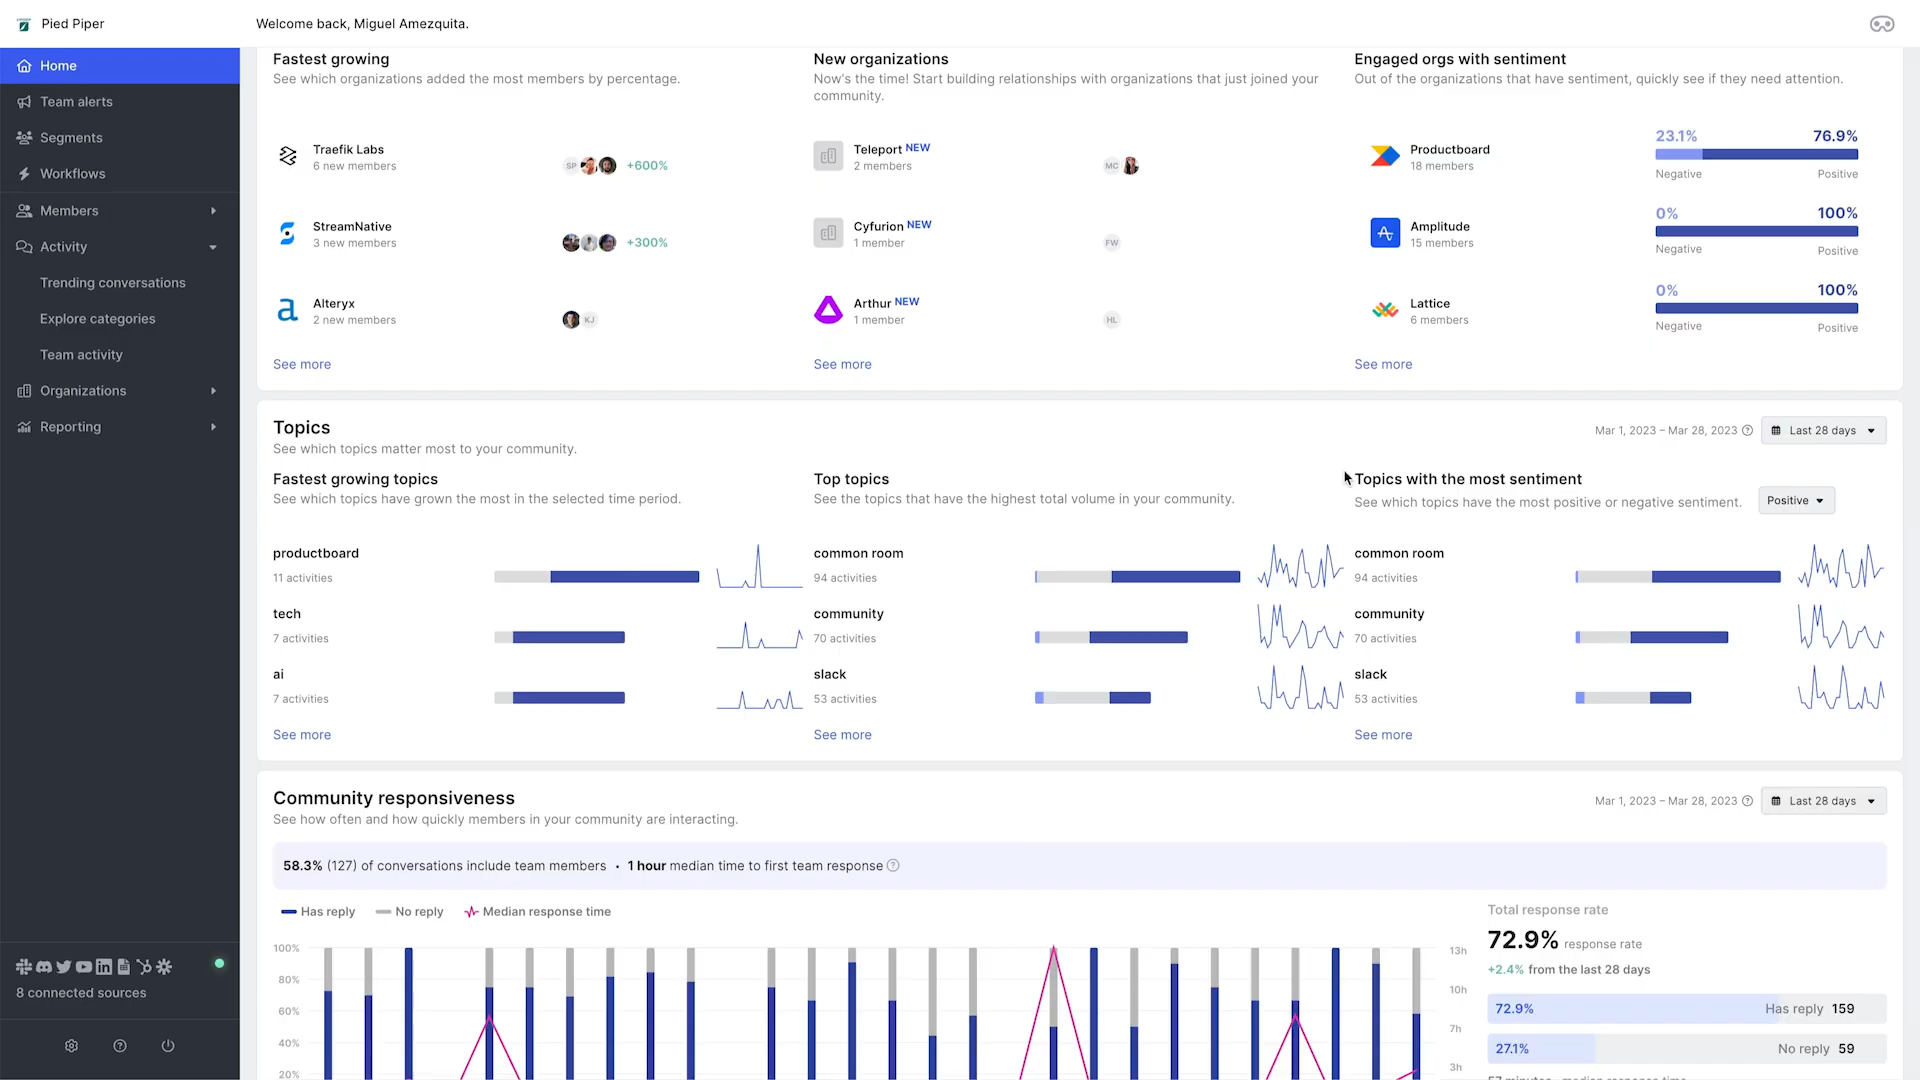 Pied Piper
Welcome back, Miguel Amezquita.
Home
Team alerts
Segments
Workflows
Members
Activity
Trending conversations
Explore categories
Team activity
Organizations
Reporting
8 connected sources
Fastest growing
See which organizations added the most members by percentage.
Traefik Labs
6 new members
SP
+600%
StreamNative
3 new members
+300%
Alteryx
2 new members
KJ
See more
New organizations
Now's the time! Start building relationships with organizations that just joined your
community.
Teleport NEW
2 members
MC
Cyfurion NEW
1 member
FW
Arthur NEW
1 member
HL
See more
Engaged orgs with sentiment
Out of the organizations that have sentiment, quickly see if they need attention.
Productboard
18 members
23.1% 76.9%
Negative Positive
Amplitude
15 members
0% 100%
Negative Positive
Lattice
6 members
0% 100%
Negative Positive
See more
Topics
See which topics matter most to your community.
Mar 1, 2023 – Mar 28, 2023
Last 28 days
Fastest growing topics
See which topics have grown the most in the selected time period.
productboard
11 activities
tech
7 activities
ai
7 activities
See more
Top topics
See the topics that have the highest total volume in your community.
common room
94 activities
community
70 activities
slack
53 activities
See more
Topics with the most sentiment
See which topics have the most positive or negative sentiment.
Positive
common room
94 activities
community
70 activities
slack
53 activities
See more
Community responsiveness
See how often and how quickly members in your community are interacting.
Mar 1, 2023 – Mar 28, 2023
Last 28 days
58.3% (127) of conversations include team members • 1 hour median time to first team response
Has reply No reply Median response time
100%
80%
60%
40%
20%
13h
10h
7h
3h
Total response rate
72.9% response rate
+2.4% from the last 28 days
72.9% Has reply 159
27.1% No reply 59